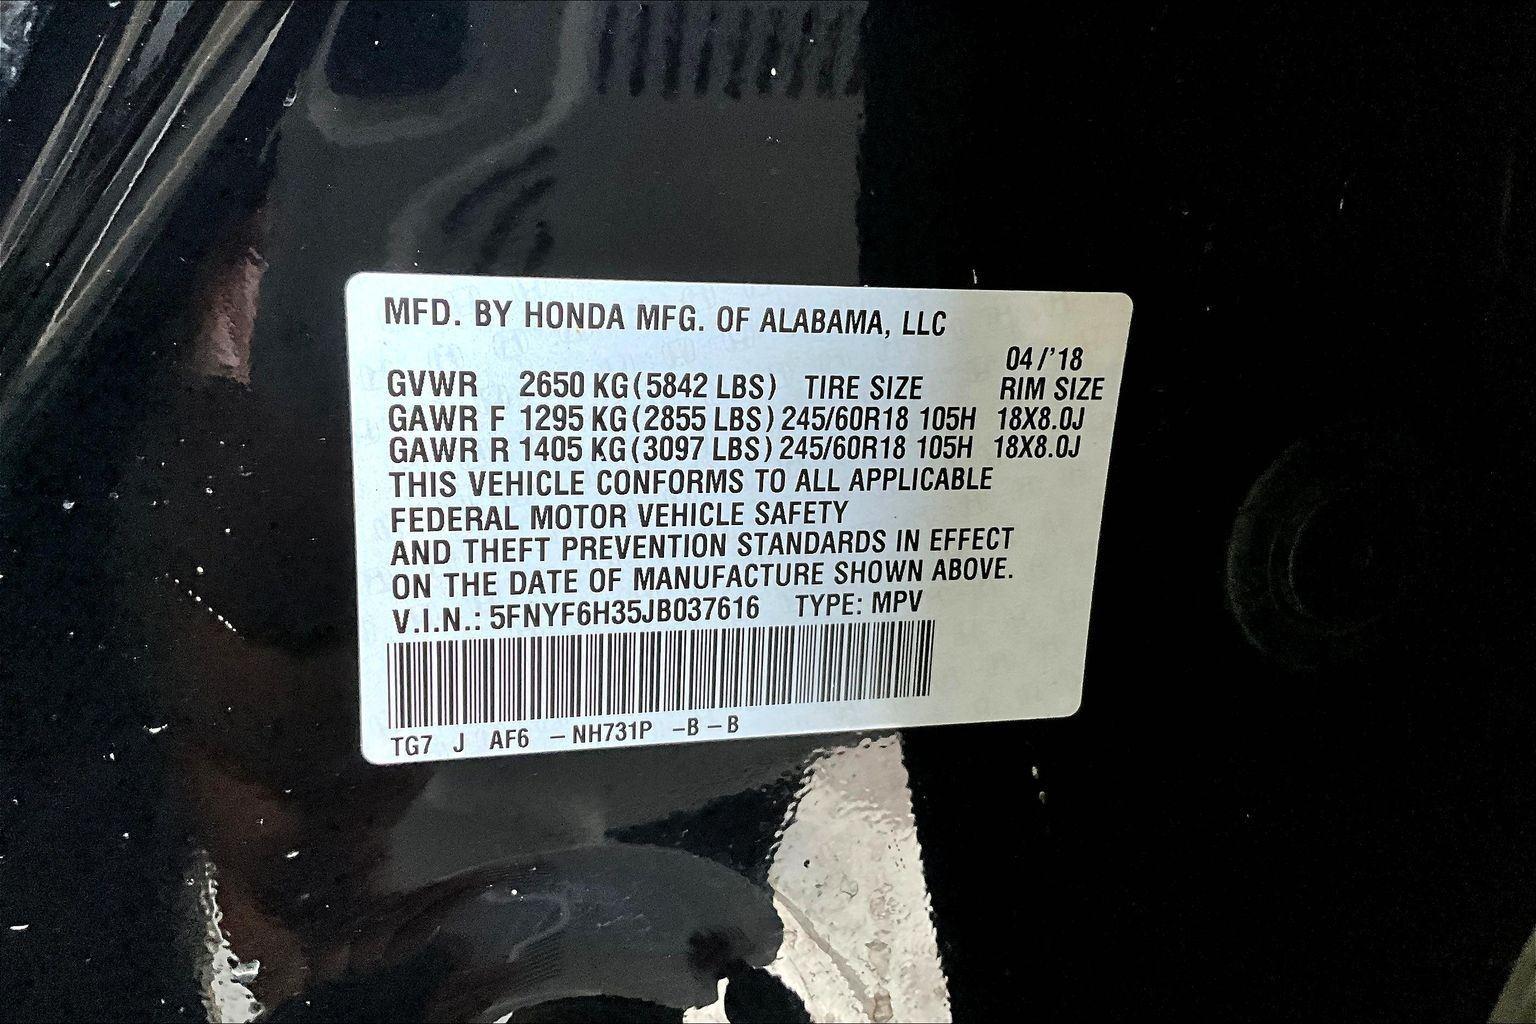 MFD. BY HONDA MFG. OF ALABAMA, LLC
04/'18
GVWR 2650 KG(5842 LBS) TIRE SIZE RIM SIZE
GAWR F 1295 KG(2855 LBS) 245/60R18 105H 18X8.0J
GAWR R 1405 KG(3097 LBS) 245/60R18 105H 18X8.0J
THIS VEHICLE CONFORMS TO ALL APPLICABLE
FEDERAL MOTOR VEHICLE SAFETY
AND THEFT PREVENTION STANDARDS IN EFFECT
ON THE DATE OF MANUFACTURE SHOWN ABOVE.
V.I.N.: 5FNYF6H35JB037616 TYPE: MPV
TG7 J AF6 – NH731P –B – B